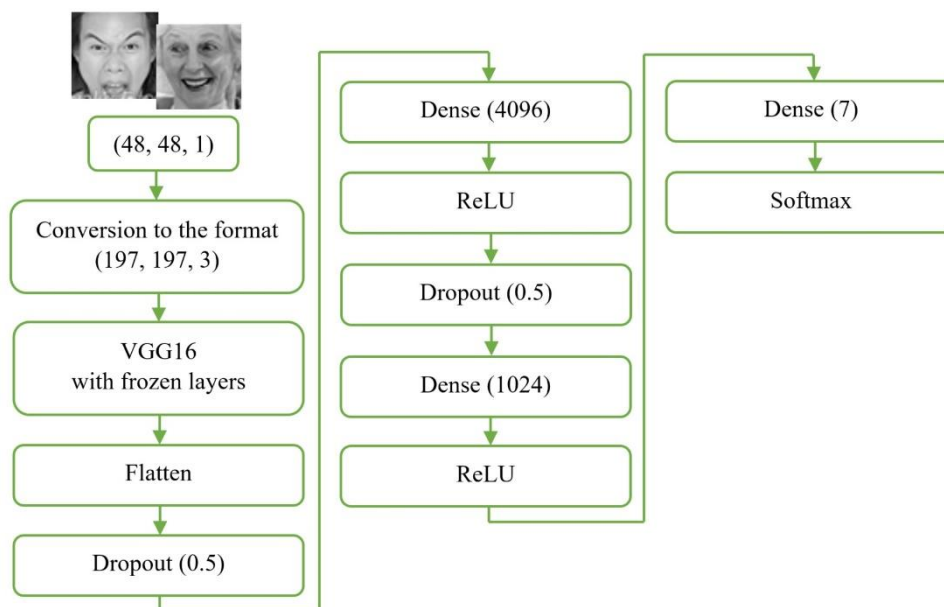 (48, 48, 1)
Conversion to the format
(197, 197, 3)
VGG16
with frozen layers
Flatten
Dropout (0.5)
Dense (4096)
ReLU
Dropout (0.5)
Dense (1024)
ReLU
Dense (7)
Softmax